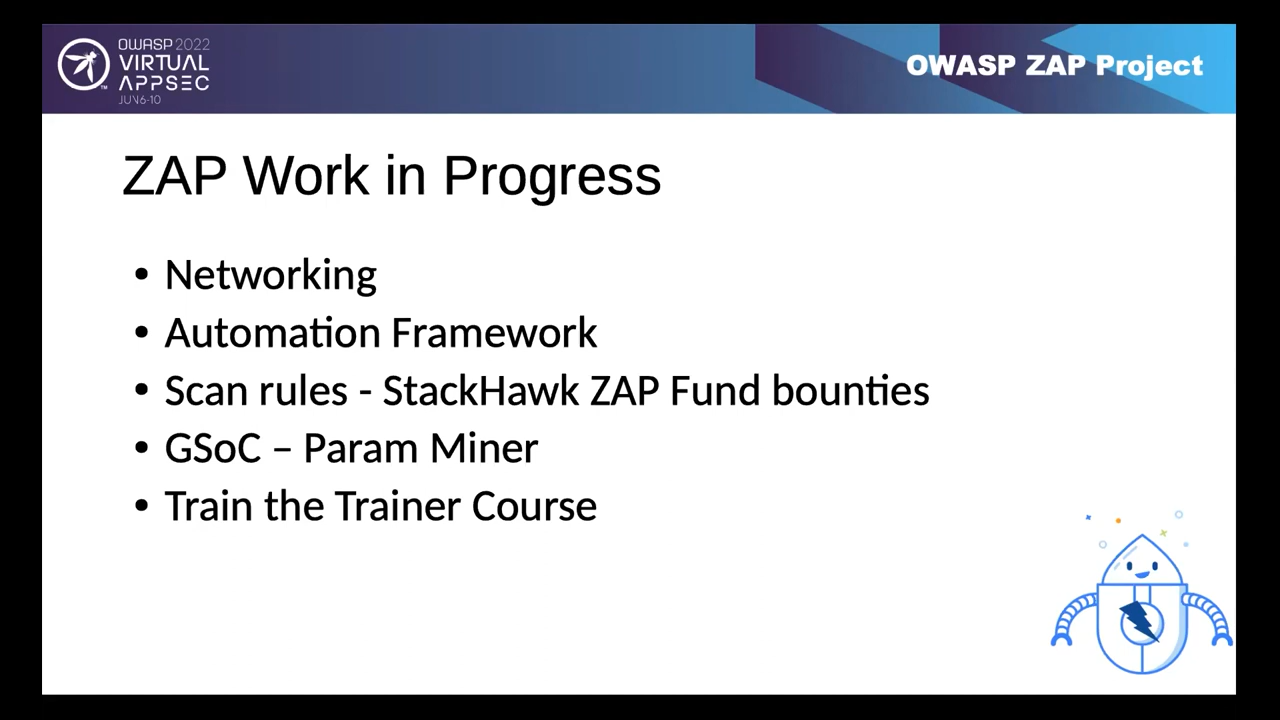 OWASP 2022
VIRTUAL
APPSEC
JUN 6-10
TM
OWASP ZAP Project
ZAP Work in Progress
• Networking
• Automation Framework
• Scan rules - StackHawk ZAP Fund bounties
• GSoC – Param Miner
• Train the Trainer Course